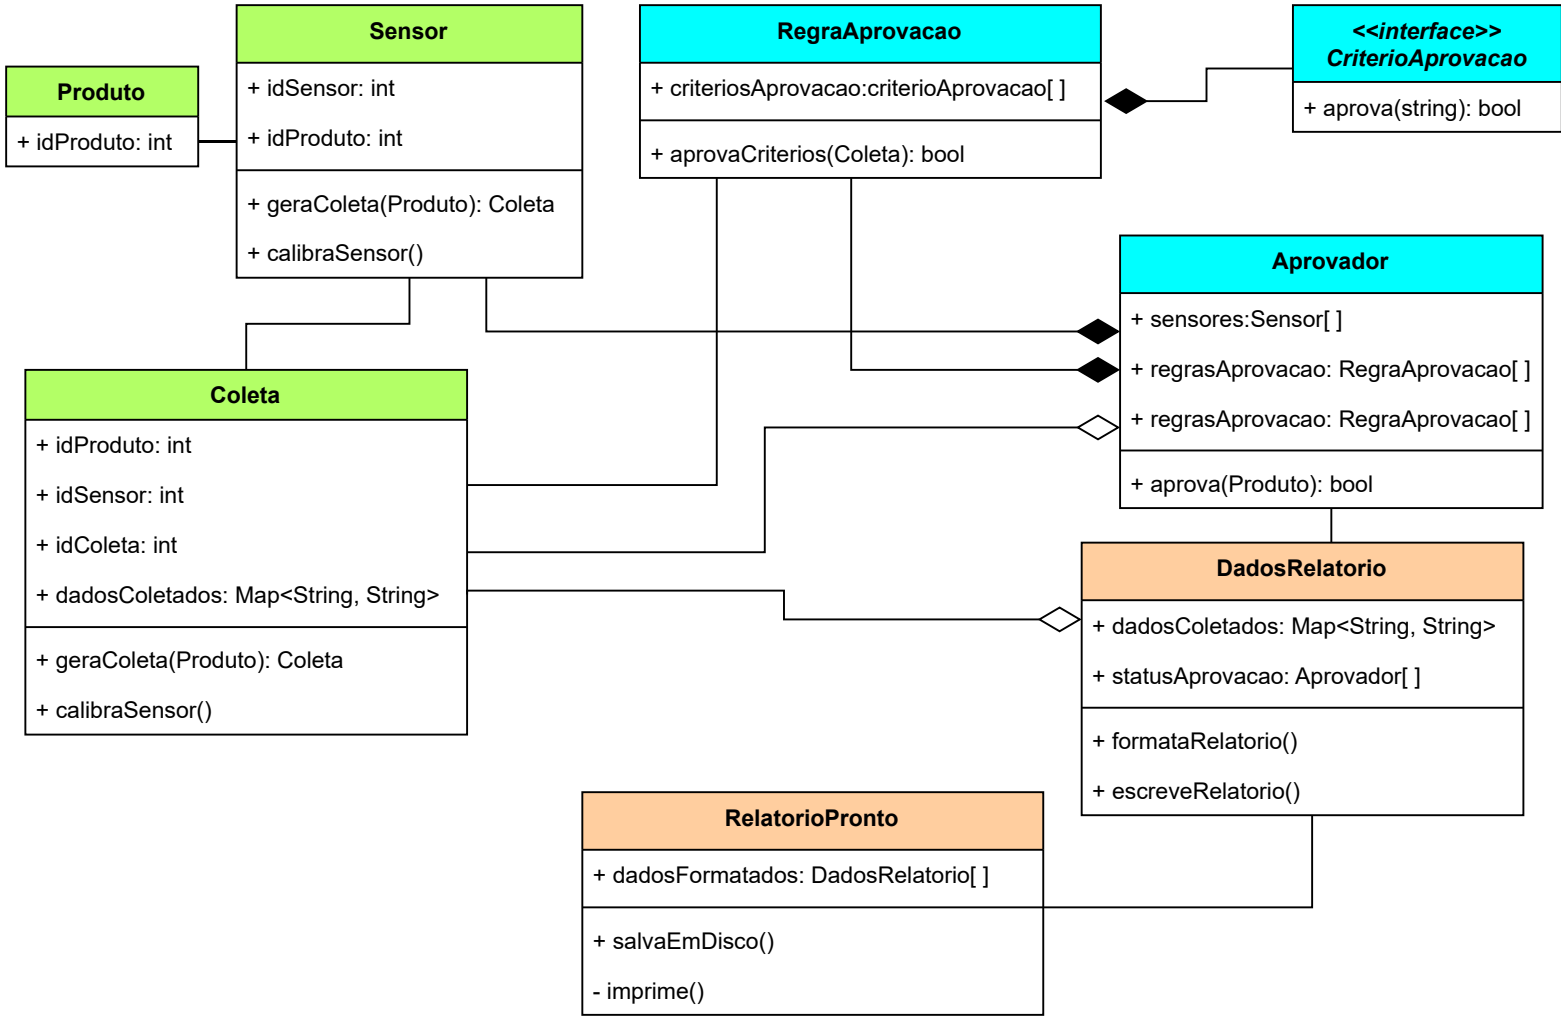 Sensor
+ idSensor: int
+ idProduto: int
+ geraColeta(Produto): Coleta
+ calibraSensor()
RegraAprovacao
+ criteriosAprovacao:criterioAprovacao[ ]
+ aprovaCriterios(Coleta): bool
<<interface>>
CriterioAprovacao
+ aprova(string): bool
Produto
+ idProduto: int
Aprovador
+ sensores:Sensor[ ]
+ regrasAprovacao: RegraAprovacao[ ]
+ regrasAprovacao: RegraAprovacao[ ]
+ aprova(Produto): bool
Coleta
+ idProduto: int
+ idSensor: int
+ idColeta: int
+ dadosColetados: Map<String, String>
+ geraColeta(Produto): Coleta
+ calibraSensor()
DadosRelatorio
+ dadosColetados: Map<String, String>
+ statusAprovacao: Aprovador[ ]
+ formataRelatorio()
+ escreveRelatorio()
RelatorioPronto
+ dadosFormatados: DadosRelatorio[ ]
+ salvaEmDisco()
- imprime()